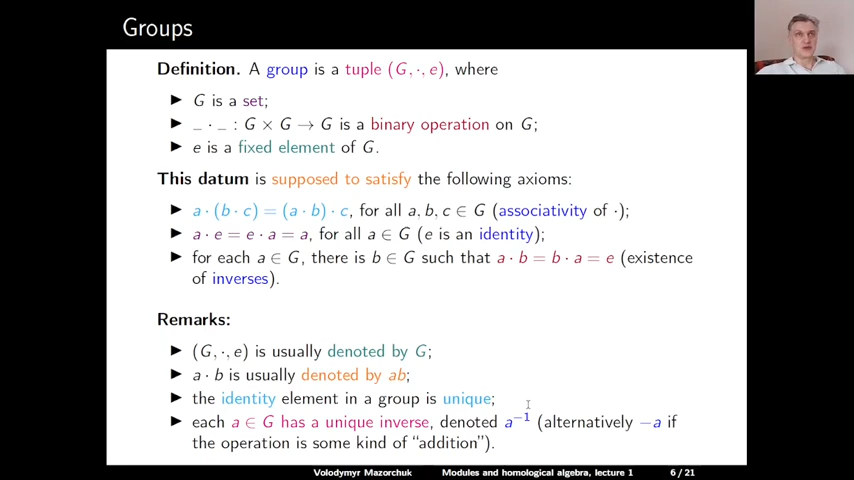 Groups
Definition. A group is a tuple (G, ·, e), where
▶ G is a set;
▶ _ · _ : G × G → G is a binary operation on G;
▶ e is a fixed element of G.
This datum is supposed to satisfy the following axioms:
▶ a · (b · c) = (a · b) · c, for all a, b, c ∈ G (associativity of ·);
▶ a · e = e · a = a, for all a ∈ G (e is an identity);
▶ for each a ∈ G, there is b ∈ G such that a · b = b · a = e (existence
of inverses).
Remarks:
▶ (G, ·, e) is usually denoted by G;
▶ a · b is usually denoted by ab;
▶ the identity element in a group is unique;
▶ each a ∈ G has a unique inverse, denoted a⁻¹ (alternatively −a if
the operation is some kind of “addition”).
Volodymyr Mazorchuk Modules and homological algebra, lecture 1 6 / 21